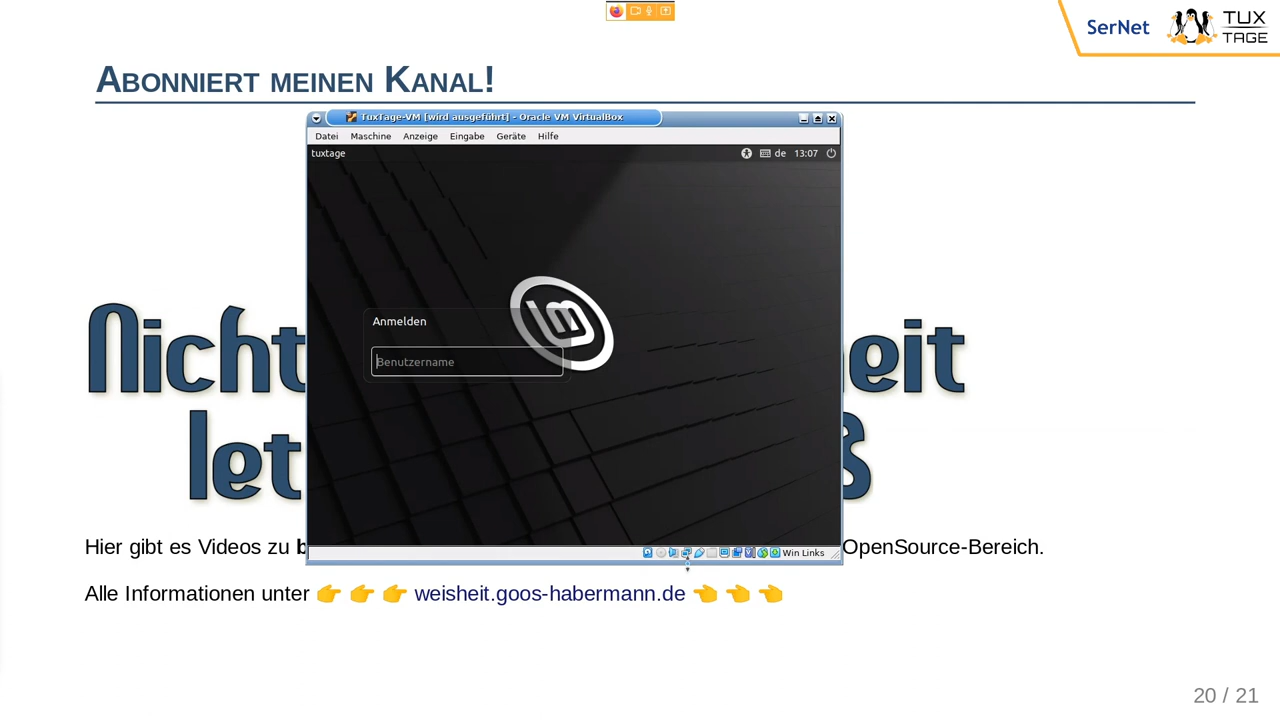 SerNet
TUX
TAGE
Abonniert meinen Kanal!
TuxTage-VM [wird ausgeführt] - Oracle VM VirtualBox
Datei Maschine Anzeige Eingabe Geräte Hilfe
tuxtage de 13:07
Anmelden
Benutzername
Nicht eit
let ß
Win Links
Hier gibt es Videos zu b OpenSource-Bereich.
Alle Informationen unter 👉 👉 👉 weisheit.goos-habermann.de 👈 👈 👈
20 / 21